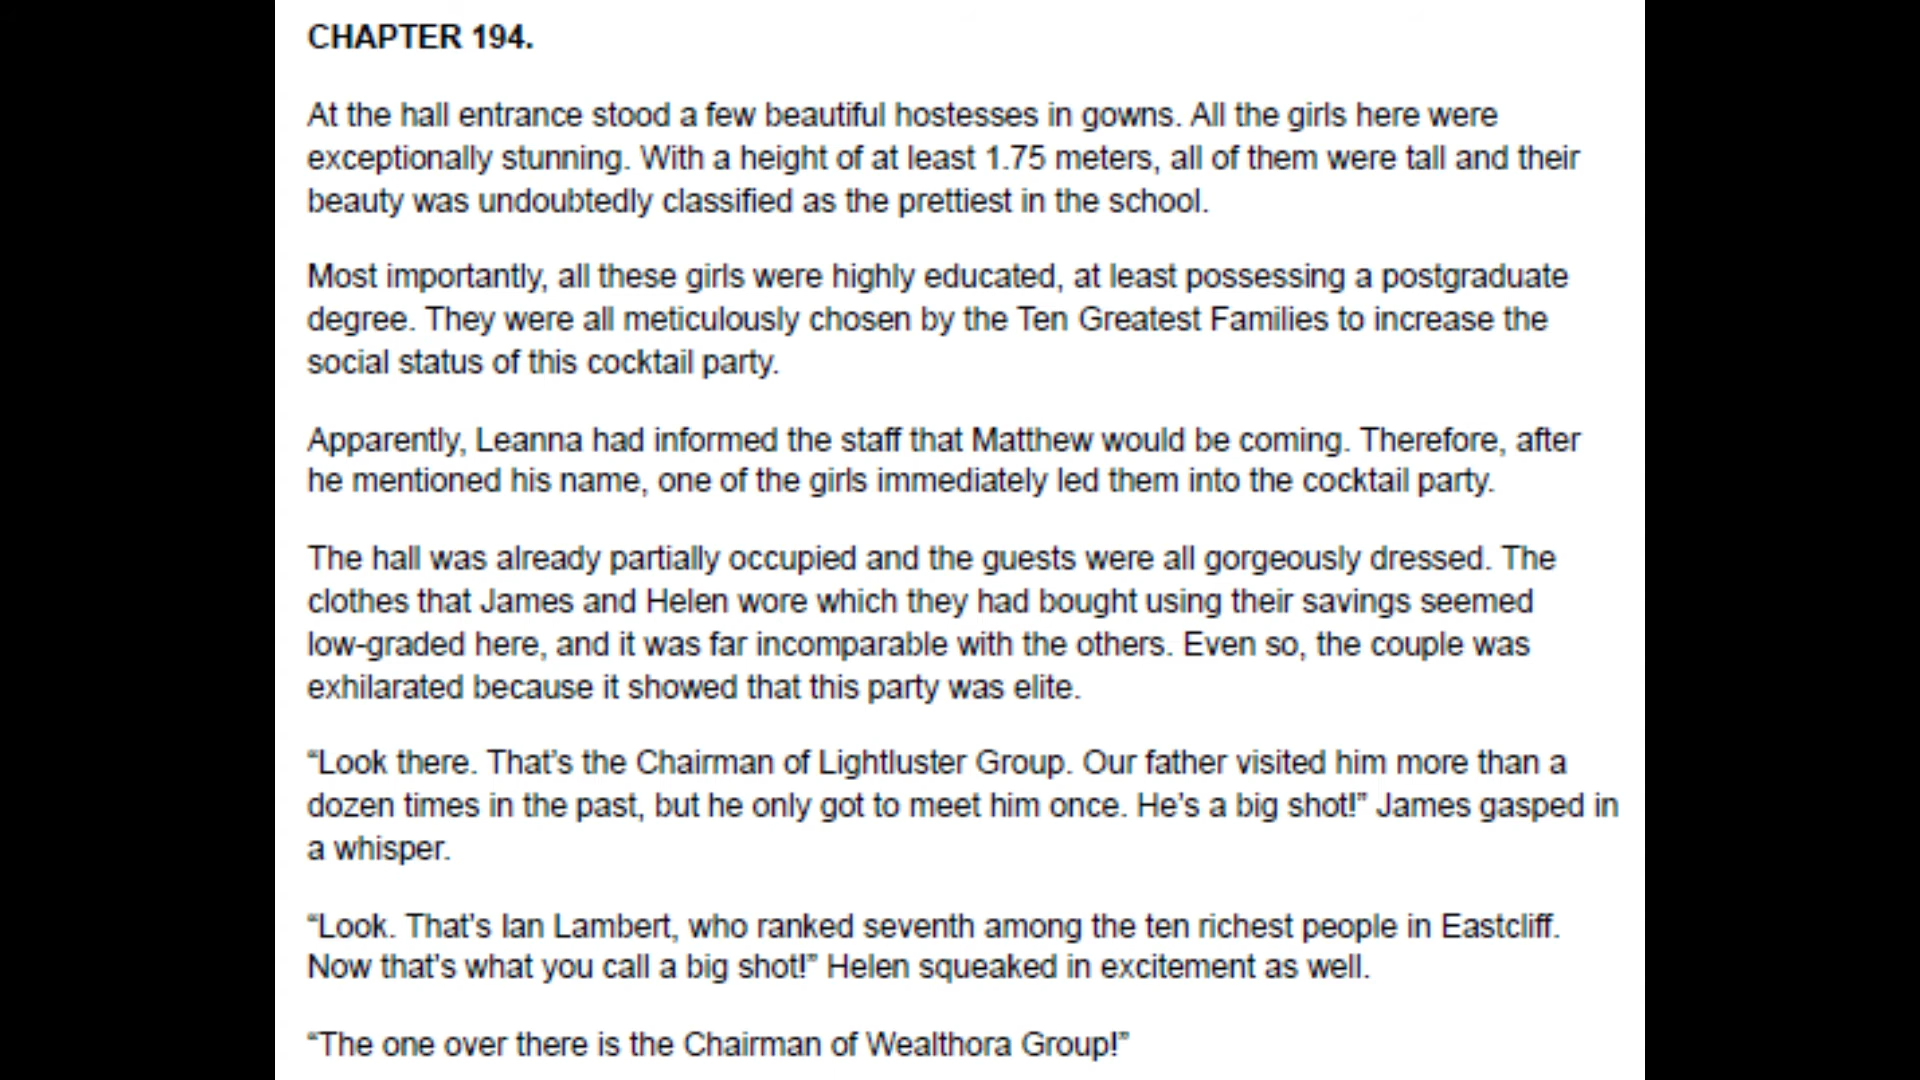 CHAPTER 194.
At the hall entrance stood a few beautiful hostesses in gowns. All the girls here were
exceptionally stunning. With a height of at least 1.75 meters, all of them were tall and their
beauty was undoubtedly classified as the prettiest in the school.
Most importantly, all these girls were highly educated, at least possessing a postgraduate
degree. They were all meticulously chosen by the Ten Greatest Families to increase the
social status of this cocktail party.
Apparently, Leanna had informed the staff that Matthew would be coming. Therefore, after
he mentioned his name, one of the girls immediately led them into the cocktail party.
The hall was already partially occupied and the guests were all gorgeously dressed. The
clothes that James and Helen wore which they had bought using their savings seemed
low-graded here, and it was far incomparable with the others. Even so, the couple was
exhilarated because it showed that this party was elite.
“Look there. That’s the Chairman of Lightluster Group. Our father visited him more than a
dozen times in the past, but he only got to meet him once. He’s a big shot!” James gasped in
a whisper.
“Look. That’s Ian Lambert, who ranked seventh among the ten richest people in Eastcliff.
Now that’s what you call a big shot!” Helen squeaked in excitement as well.
“The one over there is the Chairman of Wealthora Group!”